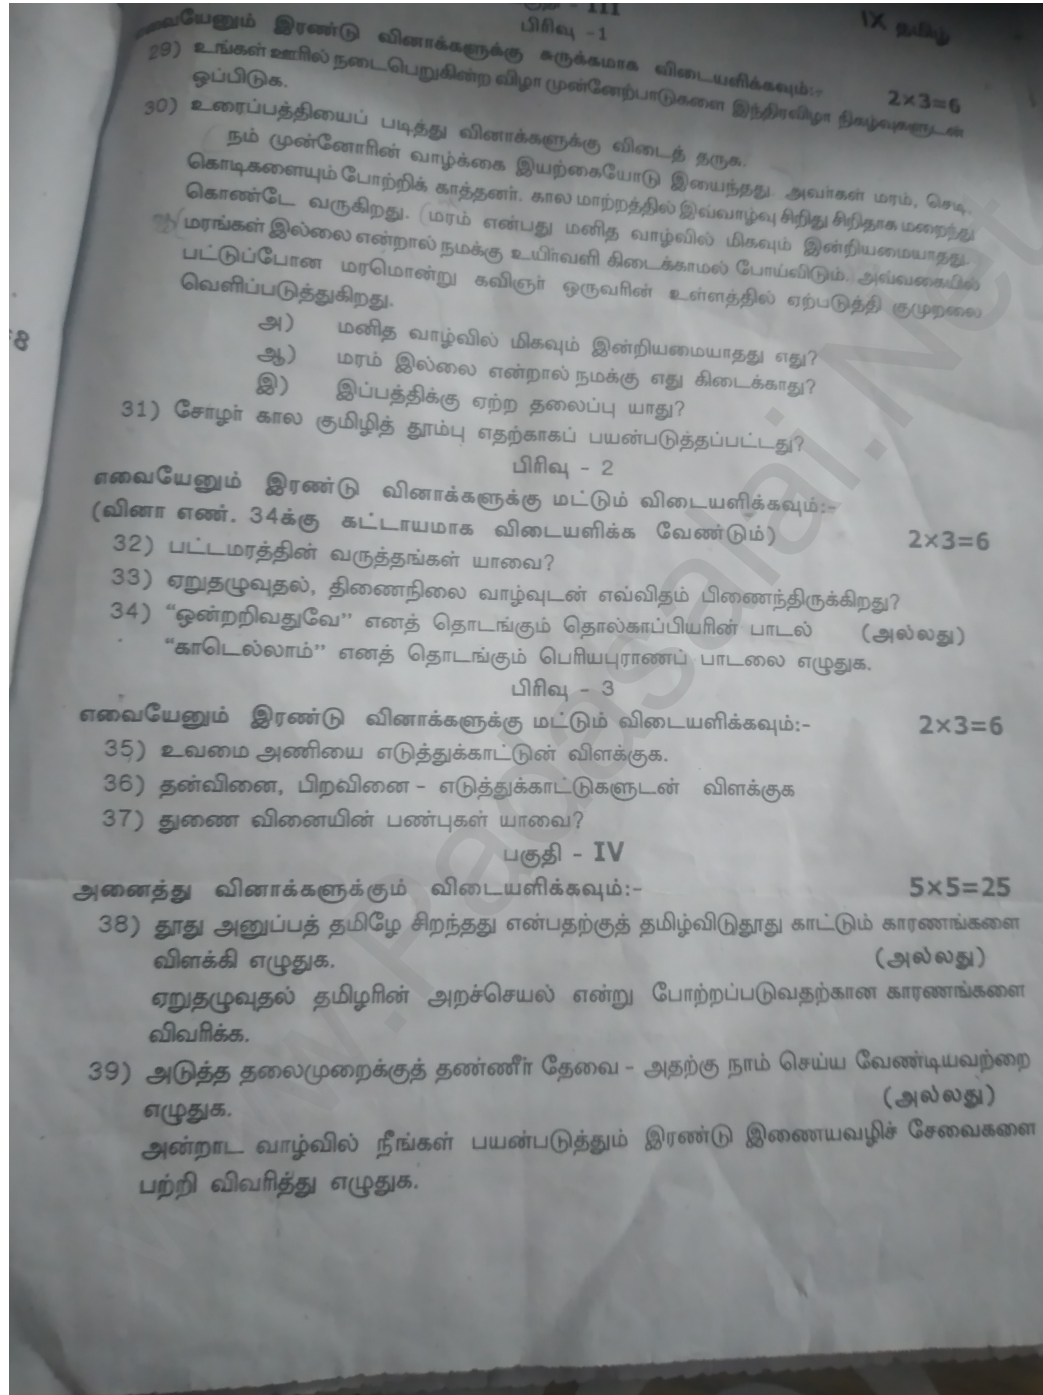 பகுதி - III
IX தமிழ்
பிரிவு -1
எவையேனும் இரண்டு வினாக்களுக்கு சுருக்கமாக விடையளிக்கவும்:- 2×3=6
29) உங்கள் ஊரில் நடைபெறுகின்ற விழா முன்னேற்பாடுகளை இந்திரவிழா நிகழ்வுகளுடன்
ஒப்பிடுக.
30) உரைப்பத்தியைப் படித்து வினாக்களுக்கு விடைத் தருக.
நம் முன்னோரின் வாழ்க்கை இயற்கையோடு இயைந்தது. அவர்கள் மரம், செடி,
கொடிகளையும் போற்றிக் காத்தனர். கால மாற்றத்தில் இவ்வாழ்வு சிறிது சிறிதாக மறைந்து
கொண்டே வருகிறது. (மரம் என்பது மனித வாழ்வில் மிகவும் இன்றியமையாதது.
மரங்கள் இல்லை என்றால் நமக்கு உயிர்வளி கிடைக்காமல் போய்விடும். அவ்வகையில்
பட்டுப்போன மரமொன்று கவிஞர் ஒருவரின் உள்ளத்தில் ஏற்படுத்தி குமுறலை
வெளிப்படுத்துகிறது.
அ) மனித வாழ்வில் மிகவும் இன்றியமையாதது எது?
ஆ) மரம் இல்லை என்றால் நமக்கு எது கிடைக்காது?
இ) இப்பத்திக்கு ஏற்ற தலைப்பு யாது?
31) சோழர் கால குமிழித் தூம்பு எதற்காகப் பயன்படுத்தப்பட்டது?
பிரிவு - 2
எவையேனும் இரண்டு வினாக்களுக்கு மட்டும் விடையளிக்கவும்:-
(வினா எண். 34க்கு கட்டாயமாக விடையளிக்க வேண்டும்) 2×3=6
32) பட்டமரத்தின் வருத்தங்கள் யாவை?
33) ஏறுதழுவுதல், திணைநிலை வாழ்வுடன் எவ்விதம் பிணைந்திருக்கிறது?
34) “ஒன்றறிவதுவே” எனத் தொடங்கும் தொல்காப்பியரின் பாடல் (அல்லது)
“காடெல்லாம்” எனத் தொடங்கும் பெரியபுராணப் பாடலை எழுதுக.
பிரிவு - 3
எவையேனும் இரண்டு வினாக்களுக்கு மட்டும் விடையளிக்கவும்:- 2×3=6
35) உவமை அணியை எடுத்துக்காட்டுன் விளக்குக.
36) தன்வினை, பிறவினை - எடுத்துக்காட்டுகளுடன் விளக்குக
37) துணை வினையின் பண்புகள் யாவை?
பகுதி - IV
அனைத்து வினாக்களுக்கும் விடையளிக்கவும்:- 5×5=25
38) தூது அனுப்பத் தமிழே சிறந்தது என்பதற்குத் தமிழ்விடுதூது காட்டும் காரணங்களை
விளக்கி எழுதுக. (அல்லது)
ஏறுதழுவுதல் தமிழரின் அறச்செயல் என்று போற்றப்படுவதற்கான காரணங்களை
விவரிக்க.
39) அடுத்த தலைமுறைக்குத் தண்ணீர் தேவை - அதற்கு நாம் செய்ய வேண்டியவற்றை
எழுதுக. (அல்லது)
அன்றாட வாழ்வில் நீங்கள் பயன்படுத்தும் இரண்டு இணையவழிச் சேவைகளை
பற்றி விவரித்து எழுதுக.